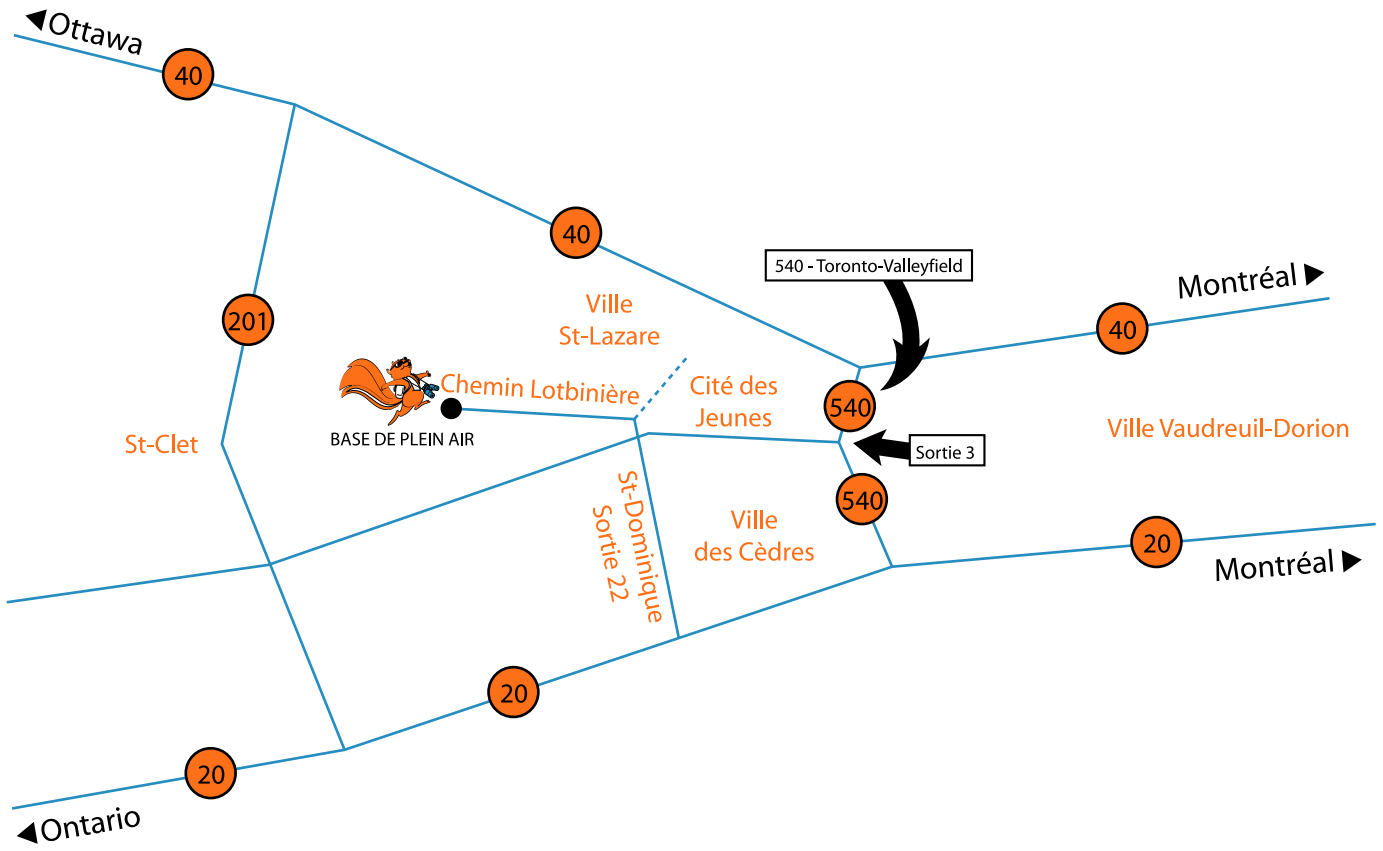 ◀Ottawa
40
40
540 - Toronto-Valleyfield
Montréal ▶
40
201
Ville
St-Lazare
Chemin Lotbinière
Cité des
Jeunes
540
BASE DE PLEIN AIR
St-Clet
Ville Vaudreuil-Dorion
Sortie 3
540
St-Dominique
Sortie 22
Ville
des Cèdres
20
Montréal ▶
20
20
◀Ontario